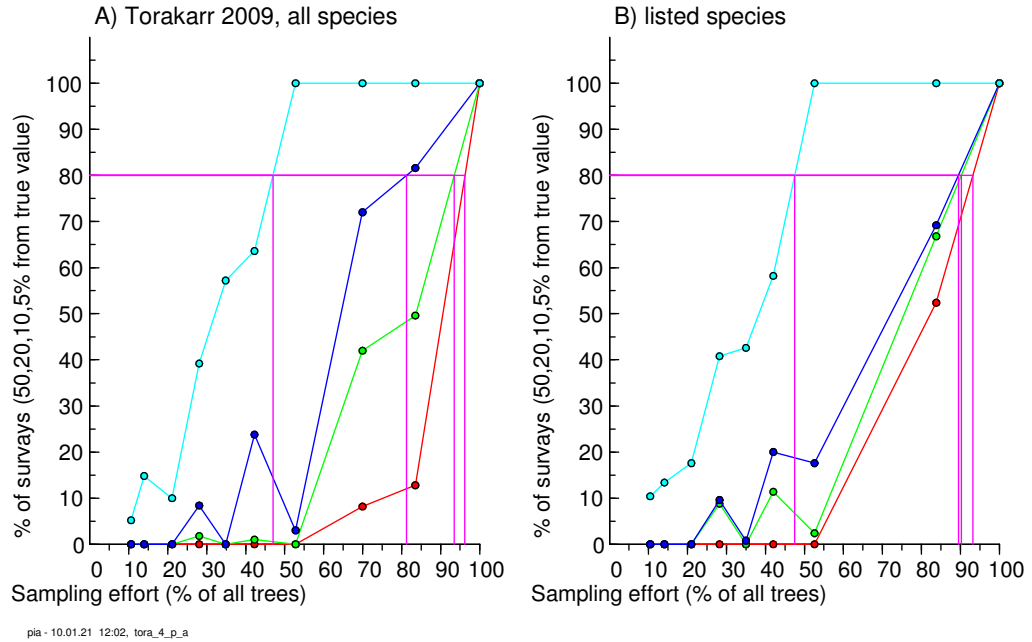 A) Torakarr 2009, all species
B) listed species
% of survays (50,20,10,5% from true value)
100
90
80
70
60
50
40
30
20
10
0
0 10 20 30 40 50 60 70 80 90 100
Sampling effort (% of all trees)
% of survays (50,20,10,5% from true value)
100
90
80
70
60
50
40
30
20
10
0
0 10 20 30 40 50 60 70 80 90 100
Sampling effort (% of all trees)
pia - 10.01.21 12:02, tora_4_p_a